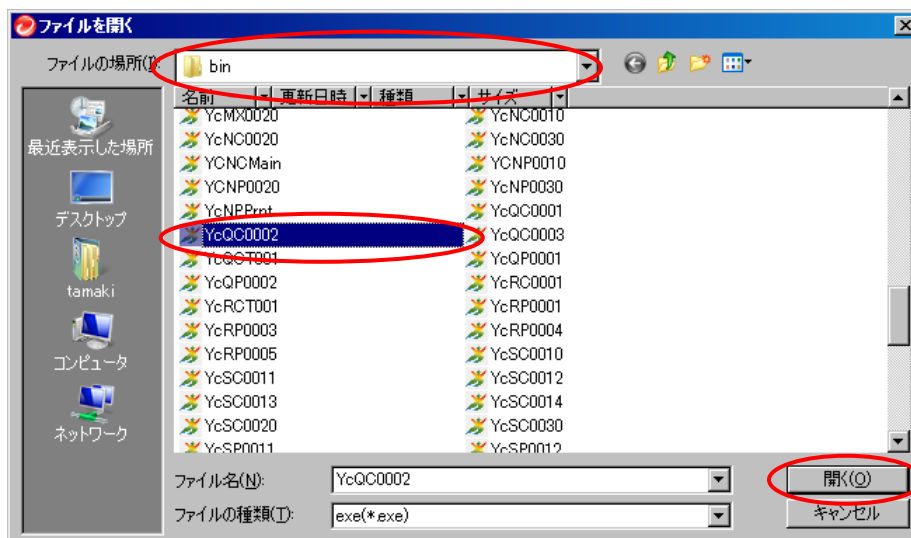 ファイルを開く
ファイルの場所(I):
bin
名前 更新日時 種類 サイズ
YcMX0020 YcNC0010
YcNC0020 YcNC0030
YCNCMain YCNP0010
YCNP0020 YcNP0030
YcNPPrnt YcQC0001
YcQC0002 YcQC0003
YcQCT001 YcQP0001
YcQP0002 YcRC0001
YcRCT001 YcRP0001
YcRP0003 YcRP0004
YcRP0005 YcSC0010
YcSC0011 YcSC0012
YcSC0013 YcSC0014
YcSC0020 YcSC0030
YcSP0011 YcSP0012
最近表示した場所
デスクトップ
tamaki
コンピュータ
ネットワーク
ファイル名(N): YcQC0002 開く(O)
ファイルの種類(T): exe(*.exe) キャンセル